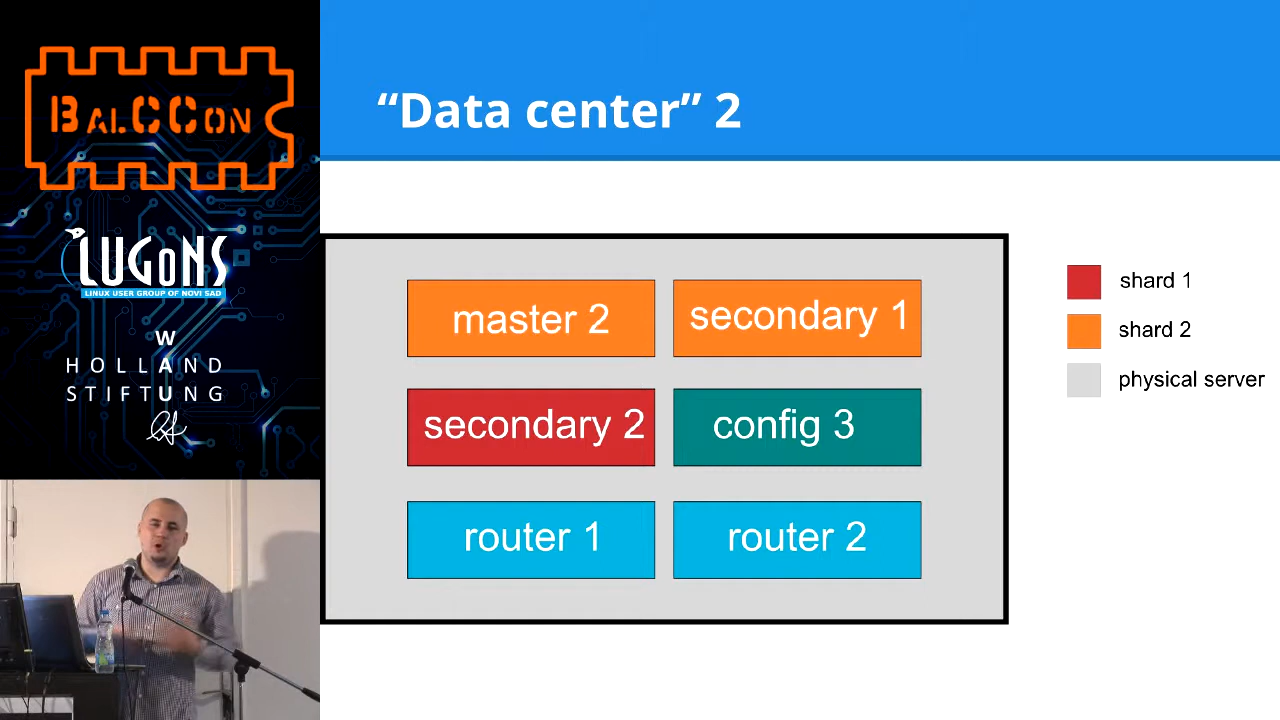 BALCCON
LUGONS
LINUX USER GROUP OF NOVI SAD
W
HOLLAND
STIFTUNG
“Data center” 2
master 2
secondary 1
secondary 2
config 3
router 1
router 2
shard 1
shard 2
physical server